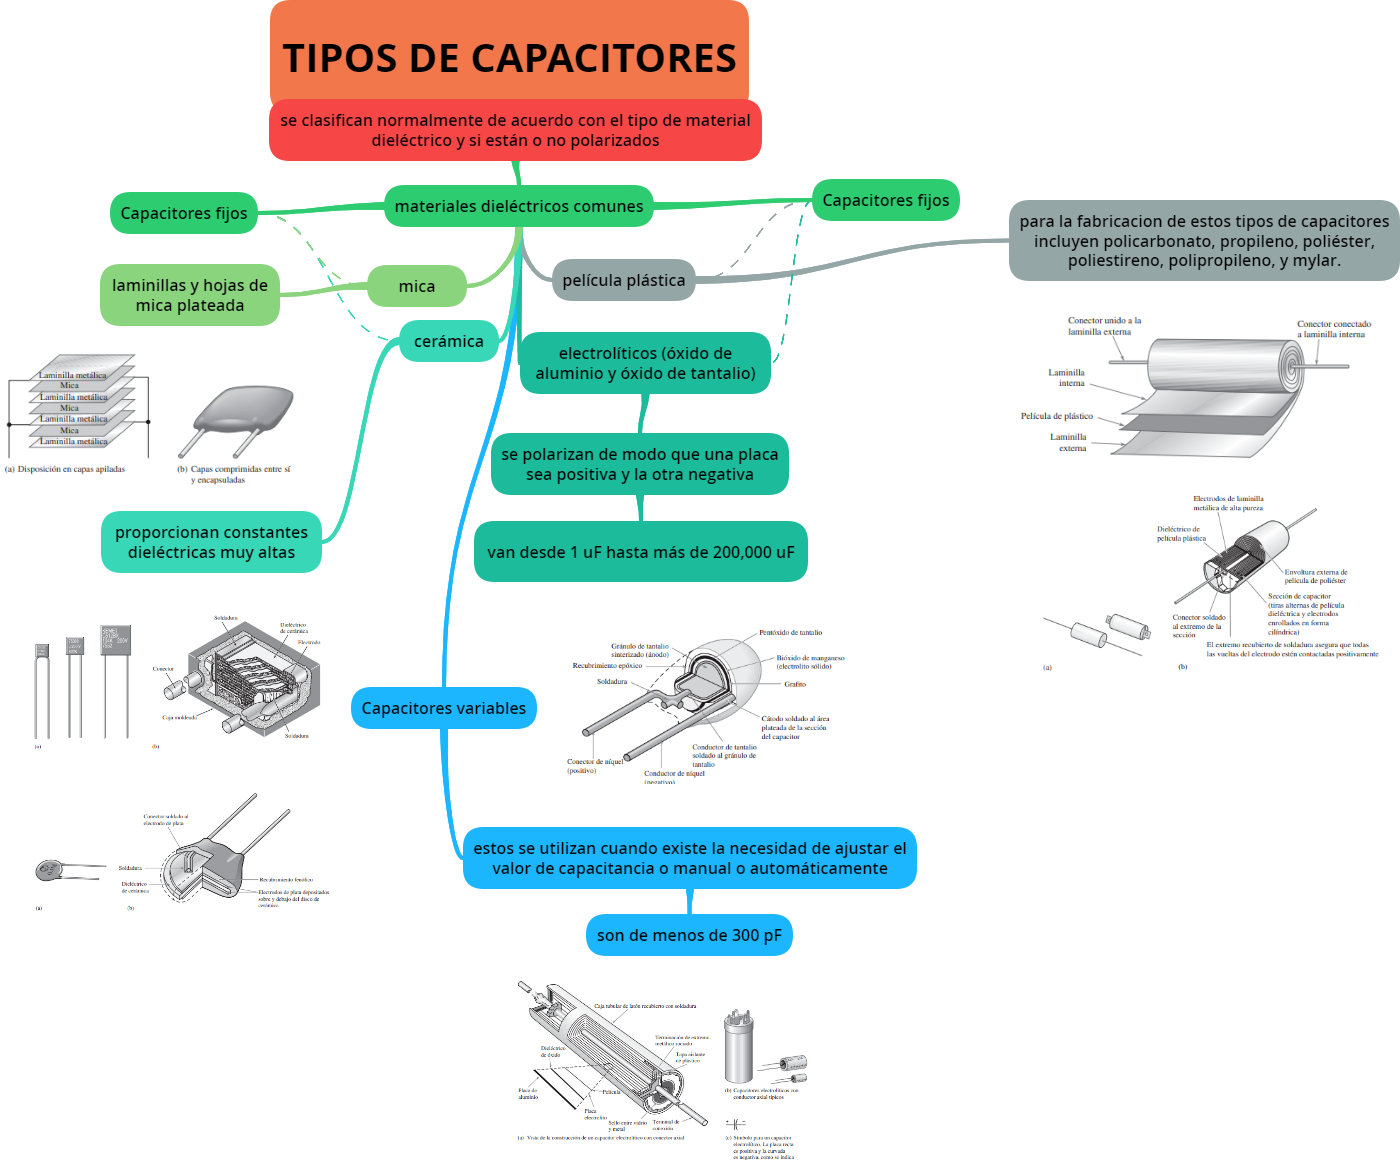 TIPOS DE CAPACITORES
se clasifican normalmente de acuerdo con el tipo de material
dieléctrico y si están o no polarizados
Capacitores fijos
materiales dieléctricos comunes
Capacitores fijos
para la fabricacion de estos tipos de capacitores
incluyen policarbonato, propileno, poliéster,
poliestireno, polipropileno, y mylar.
laminillas y hojas de
mica plateada
mica
película plástica
cerámica
electrolíticos (óxido de
aluminio y óxido de tantalio)
Laminilla metálica
Mica
Laminilla metálica
Mica
Laminilla metálica
Mica
Laminilla metálica
(a) Disposición en capas apiladas
(b) Capas comprimidas entre sí
y encapsuladas
Conector unido a la
laminilla externa
Conector conectado
a laminilla interna
Laminilla
interna
Película de plástico
Laminilla
externa
se polarizan de modo que una placa
sea positiva y la otra negativa
proporcionan constantes
dieléctricas muy altas
van desde 1 uF hasta más de 200,000 uF
Electrodos de laminilla
metálica de alta pureza
Dieléctrico de
película plástica
Envoltura externa de
película de poliéster
Sección de capacitor
(tiras alternas de película
dieléctrica y electrodos
enrollados en forma
cilíndrica)
Conector soldado
al extremo de la
sección
El extremo recubierto de soldadura asegura que todas
las vueltas del electrodo estén contactadas positivamente
(a)
(b)
Soldadura
Dieléctrico
de cerámica
Electrodo
Conector
Caja moldeado
Soldadura
(a)
(b)
Capacitores variables
Pentóxido de tantalio
Gránulo de tantalio
sinterizado (ánodo)
Recubrimiento epóxico
Soldadura
Bióxido de manganeso
(electrolito sólido)
Grafito
Cátodo soldado al área
plateada de la sección
del capacitor
Conductor de tantalio
soldado al gránulo de
tantalio
Conector de níquel
(positivo)
Conductor de níquel
(negativo)
Conector soldado al
electrodo de plata
Soldadura
Dieléctrico
de cerámica
Recubrimiento fenólico
Electrodos de plata depositados
sobre y debajo del disco de
cerámica
(a)
(b)
estos se utilizan cuando existe la necesidad de ajustar el
valor de capacitancia o manual o automáticamente
son de menos de 300 pF
Caja tubular de latón recubierto con soldadura
Terminación de extremo
metálico rizado
Tapa aislante
de plástico
Dieléctrico
de óxido
Placa de
aluminio
Película
Placa
electrolito
Sello entre vidrio
y metal
Terminal de
conexión
(a) Vista de la construcción de un capacitor electrolítico con conector axial
(b) Capacitores electrolíticos con
conductor axial típicos
(c) Símbolo para un capacitor
electrolítico. La placa recta
es positiva y la curvada
es negativa, como se indica